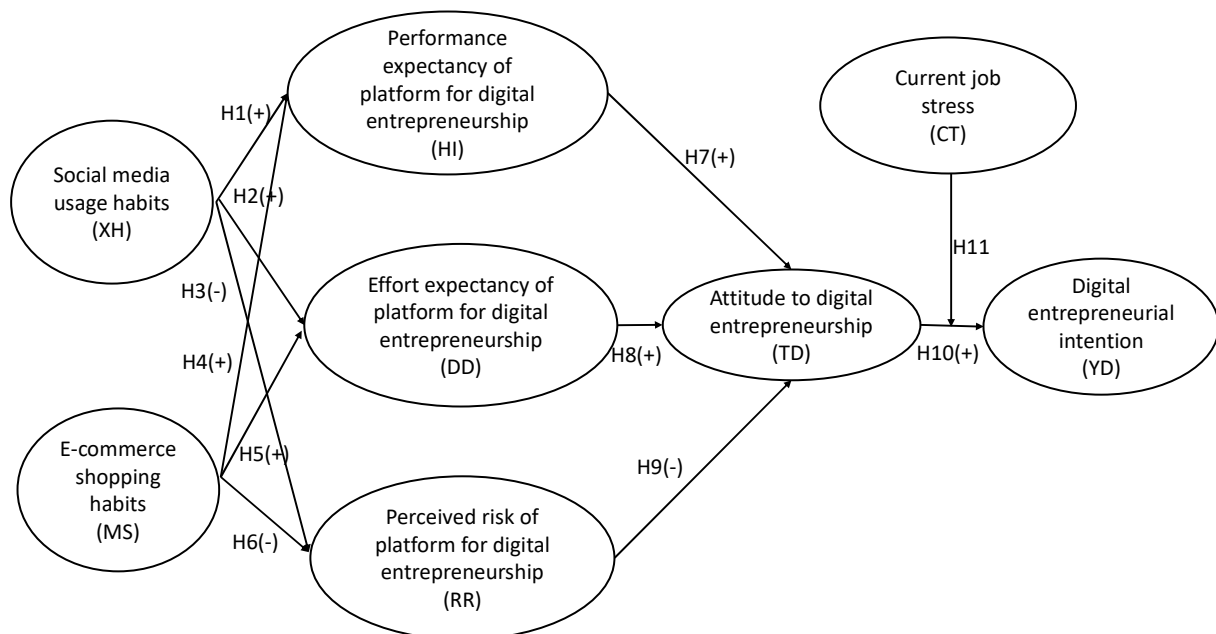 Performance
expectancy of
platform for digital
entrepreneurship
(HI)
Current job
stress
(CT)
H1(+)
Social media
usage habits
(XH)
H2(+)
H7(+)
H3(-)
Effort expectancy of
platform for digital
entrepreneurship
(DD)
H11
Attitude to digital
entrepreneurship
(TD)
Digital
entrepreneurial
intention
(YD)
H4(+)
H8(+)
H10(+)
E-commerce
shopping
habits
(MS)
H5(+)
H9(-)
H6(-)
Perceived risk of
platform for digital
entrepreneurship
(RR)